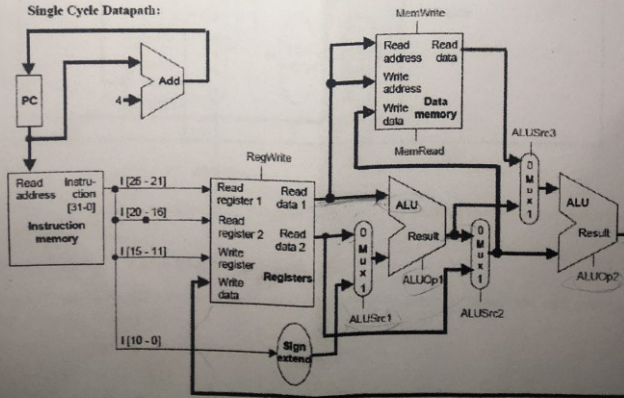 Single Cycle Datapath:
PC
4
Add
Read
address
Instru-
ction
[31-0]
Instruction
memory
I [25 - 21]
I [20 - 16]
I [15 - 11]
I [10 - 0]
RegWrite
Read
register 1
Read
data 1
Read
register 2
Read
data 2
Write
register
Write
data
Registers
Sign
extend
0
M
u
x
1
ALUSrc1
ALU
Result
ALUOp1
MemWrite
Read
address
Read
data
Write
address
Write
data
Data
memory
MemRead
0
M
u
x
1
ALUSrc2
ALUSrc3
0
M
u
x
1
ALU
Result
ALUOp2